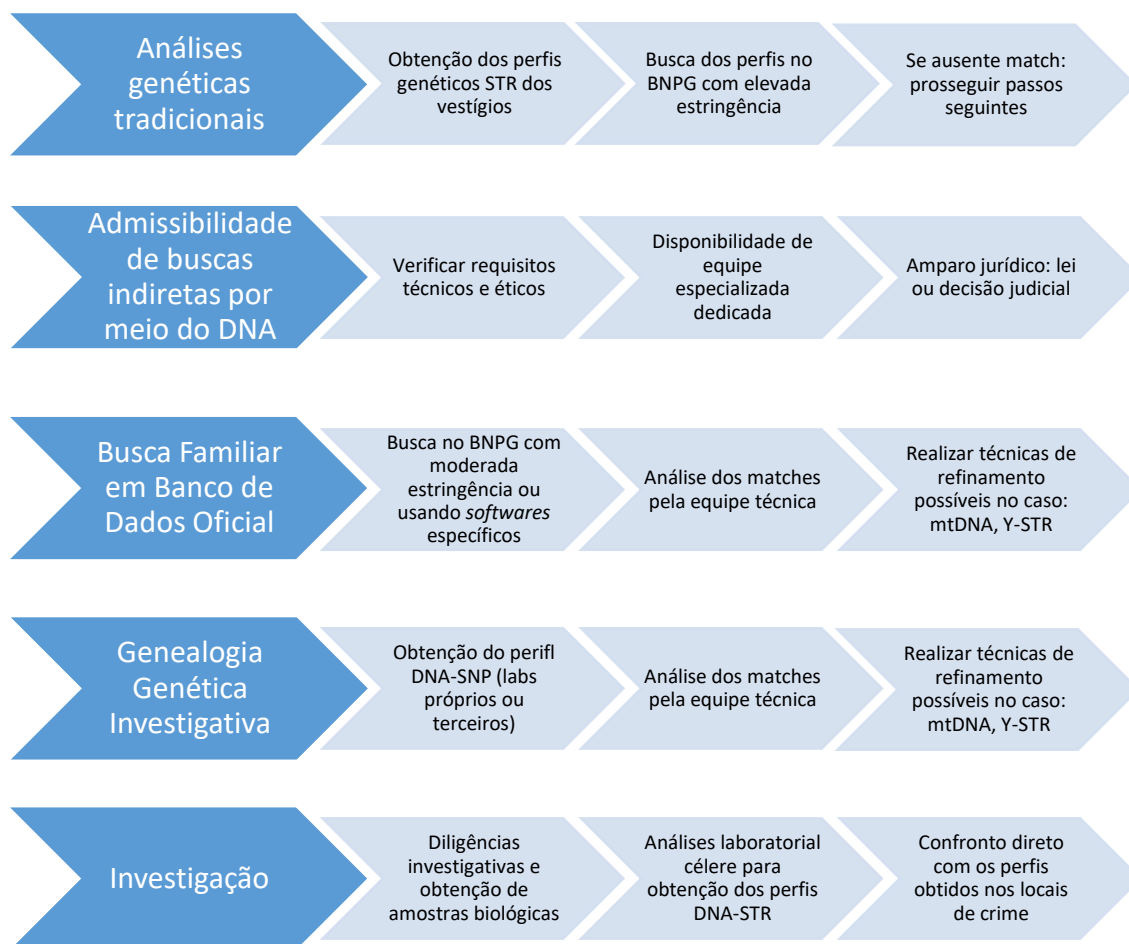 Análises
genéticas
tradicionais
Obtenção dos perfis
genéticos STR dos
vestígios
Busca dos perfis no
BNPG com elevada
estringência
Se ausente match:
prosseguir passos
seguintes
Admissibilidade
de buscas
indiretas por
meio do DNA
Verificar requisitos
técnicos e éticos
Disponibilidade de
equipe
especializada
dedicada
Amparo jurídico: lei
ou decisão judicial
Busca Familiar
em Banco de
Dados Oficial
Busca no BNPG com
moderada
estringência ou
usando softwares
específicos
Análise dos matches
pela equipe técnica
Realizar técnicas de
refinamento
possíveis no caso:
mtDNA, Y-STR
Genealogia
Genética
Investigativa
Obtenção do perifl
DNA-SNP (labs
próprios ou
terceiros)
Análise dos matches
pela equipe técnica
Realizar técnicas de
refinamento
possíveis no caso:
mtDNA, Y-STR
Investigação
Diligências
investigativas e
obtenção de
amostras biológicas
Análises laboratorial
célere para
obtenção dos perfis
DNA-STR
Confronto direto
com os perfis
obtidos nos locais
de crime